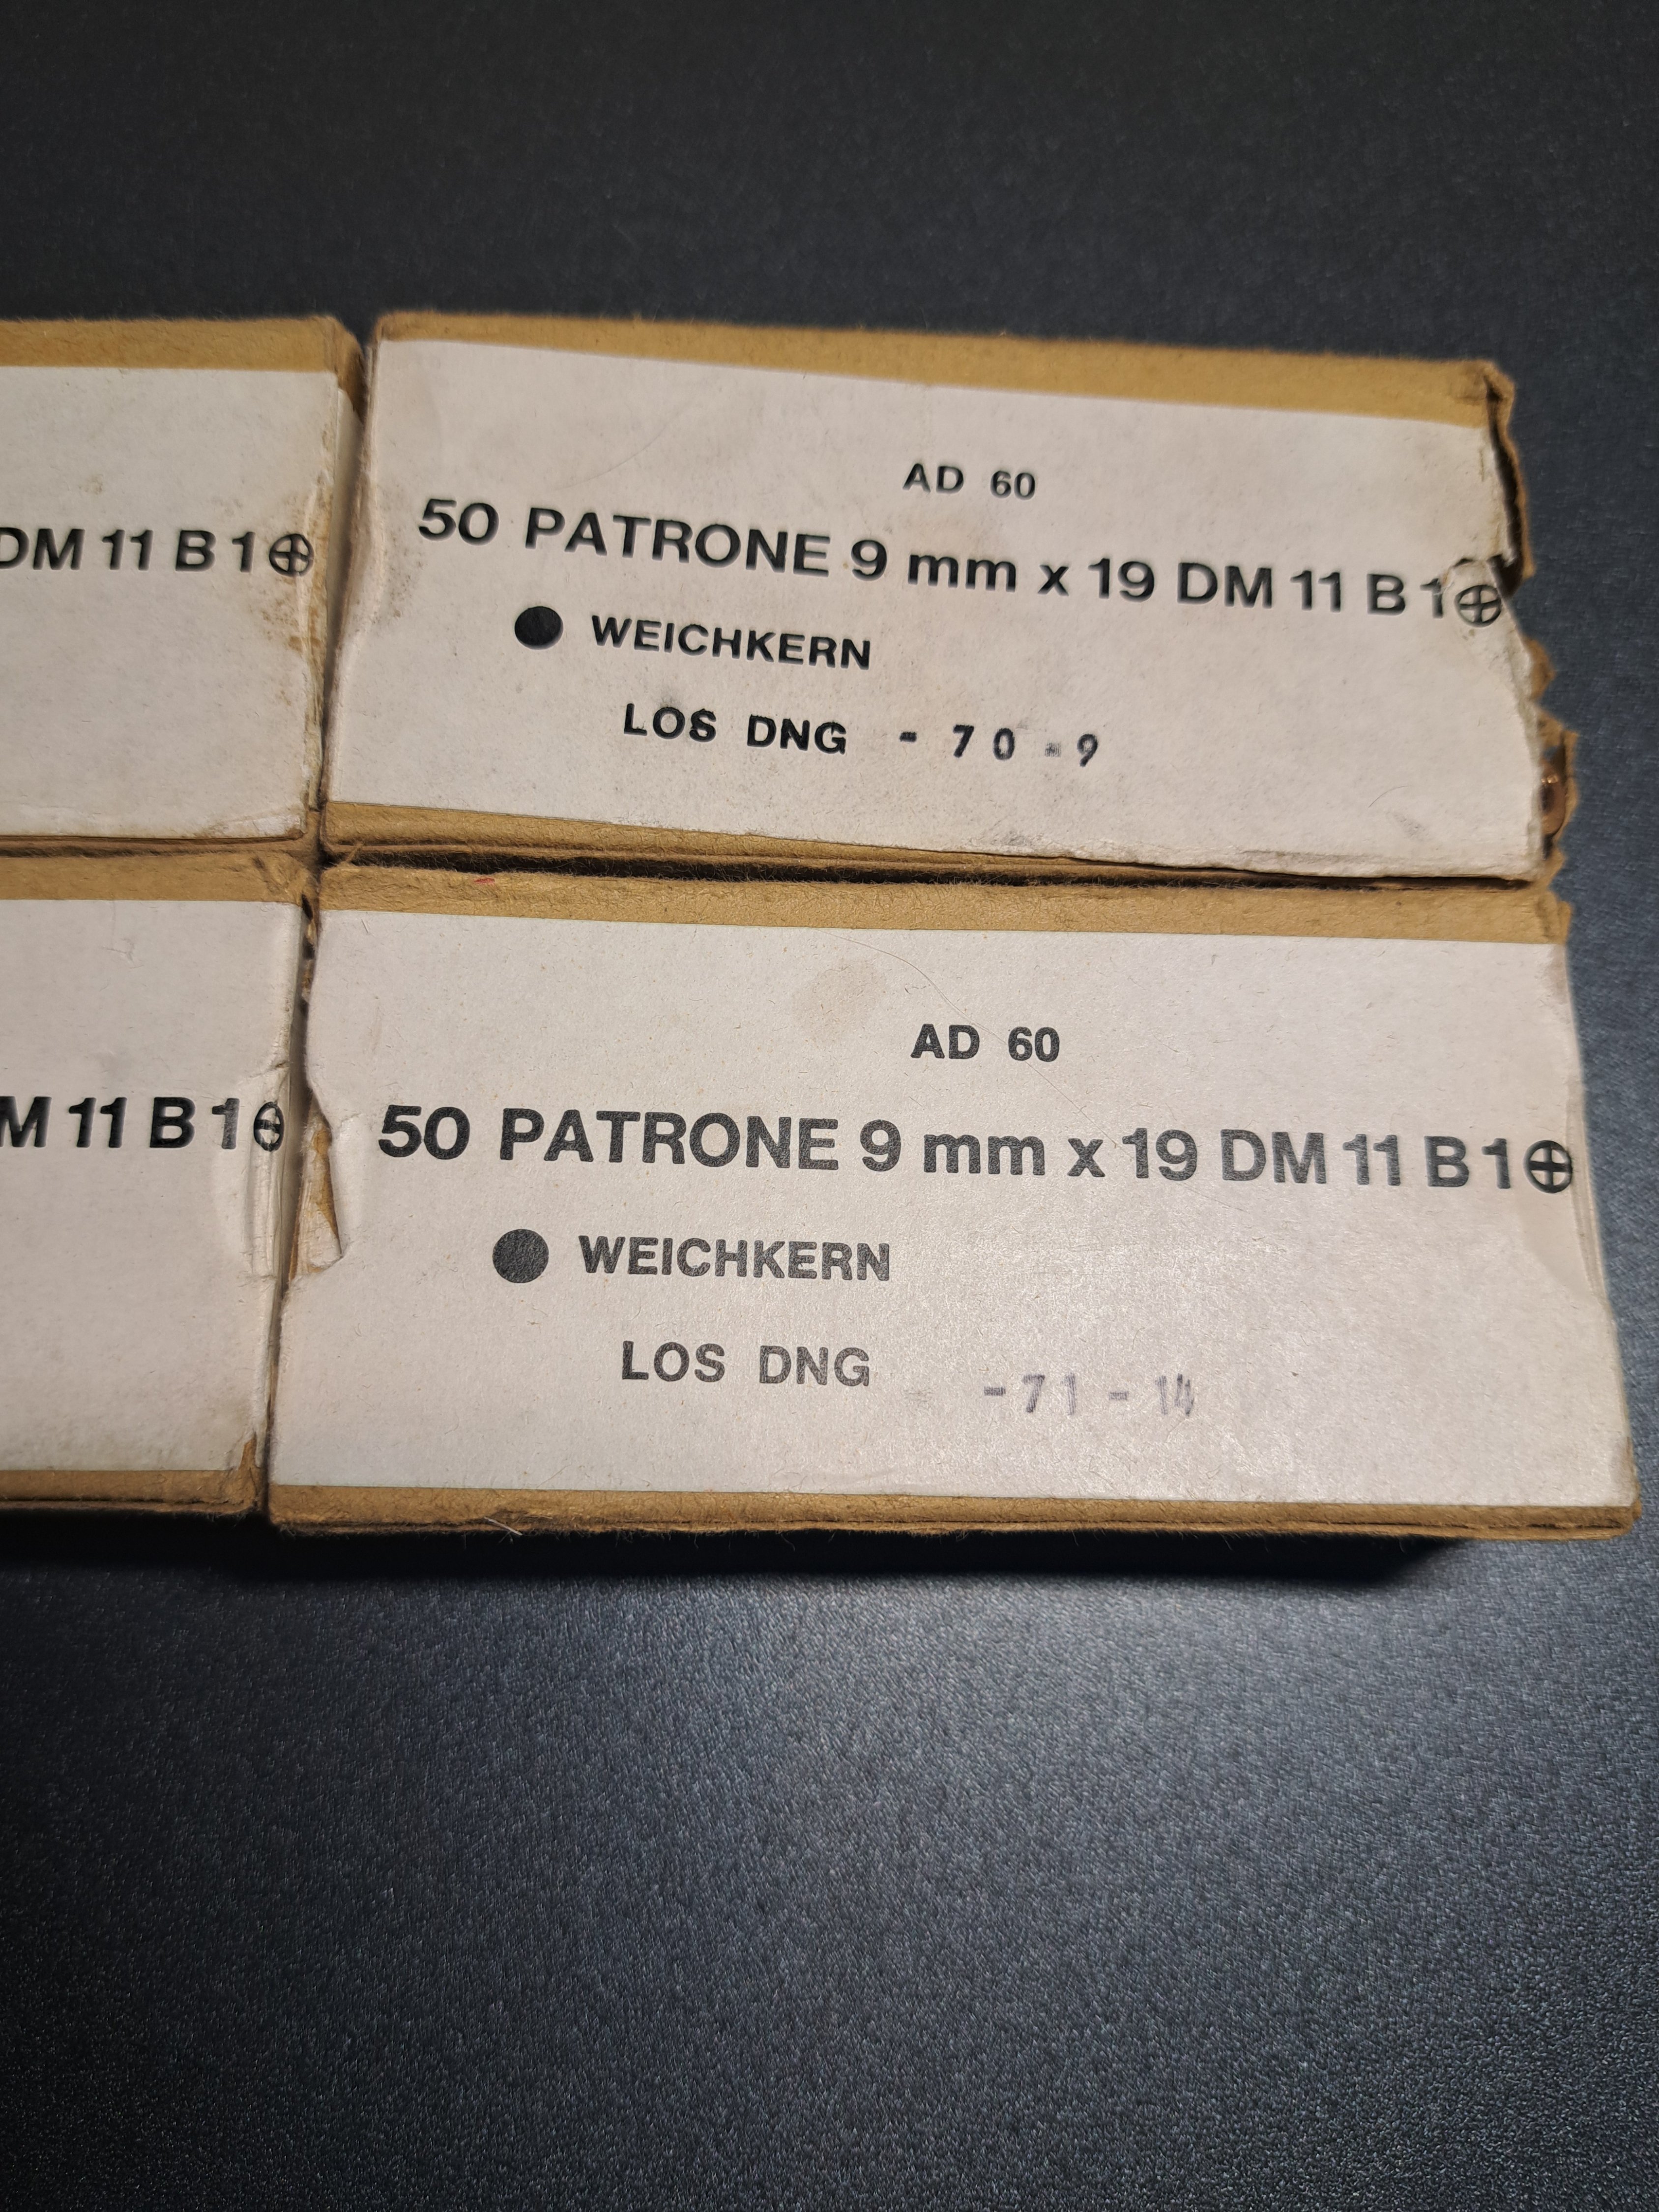 DM 11 B 1 ⊕
AD 60
50 PATRONE 9 mm x 19 DM 11 B 1 ⊕
● WEICHKERN
LOS DNG - 70 - 9
M 11 B 1 ⊕
AD 60
50 PATRONE 9 mm x 19 DM 11 B 1 ⊕
● WEICHKERN
LOS DNG - 71 - 14